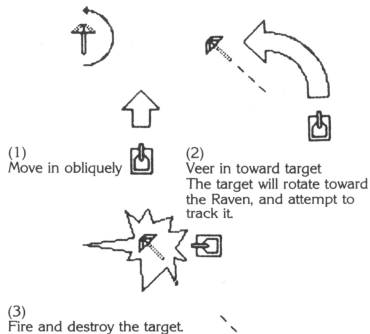 (1)
Move in obliquely
(2)
Veer in toward target
The target will rotate toward
the Raven, and attempt to
track it.
(3)
Fire and destroy the target.